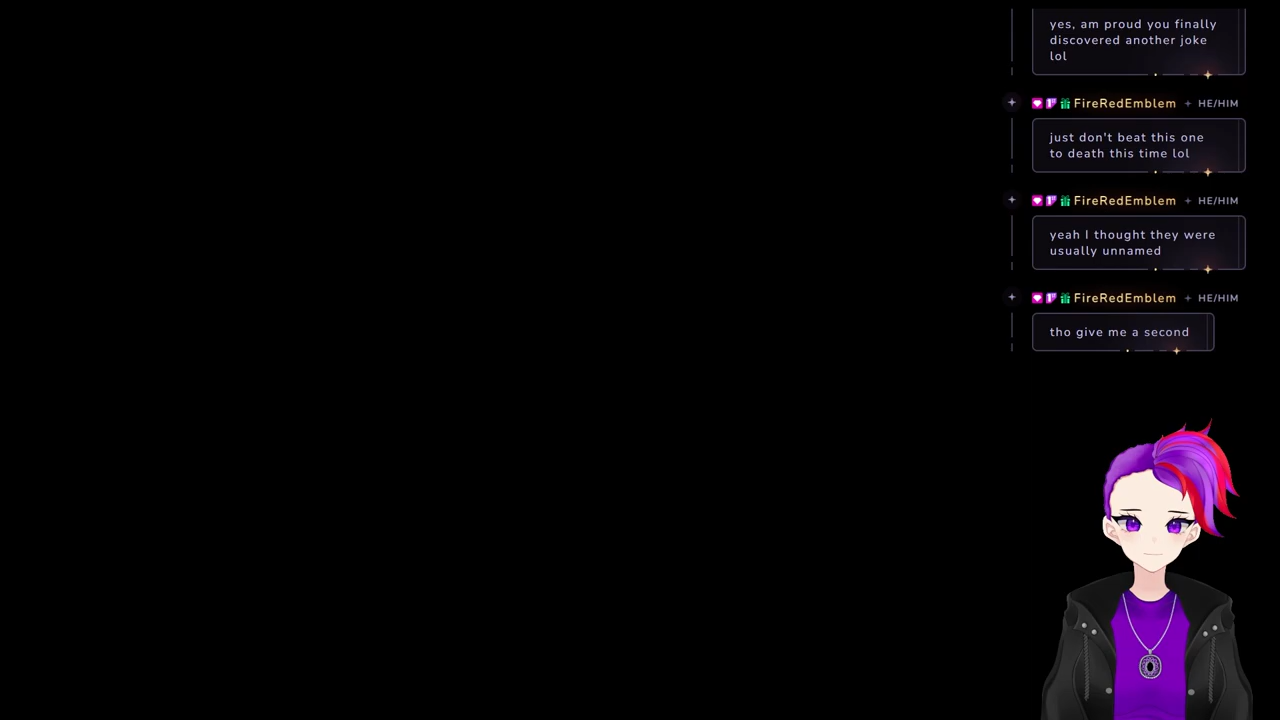 yes, am proud you finally
discovered another joke
lol
FireRedEmblem HE/HIM
just don't beat this one
to death this time lol
FireRedEmblem HE/HIM
yeah I thought they were
usually unnamed
FireRedEmblem HE/HIM
tho give me a second